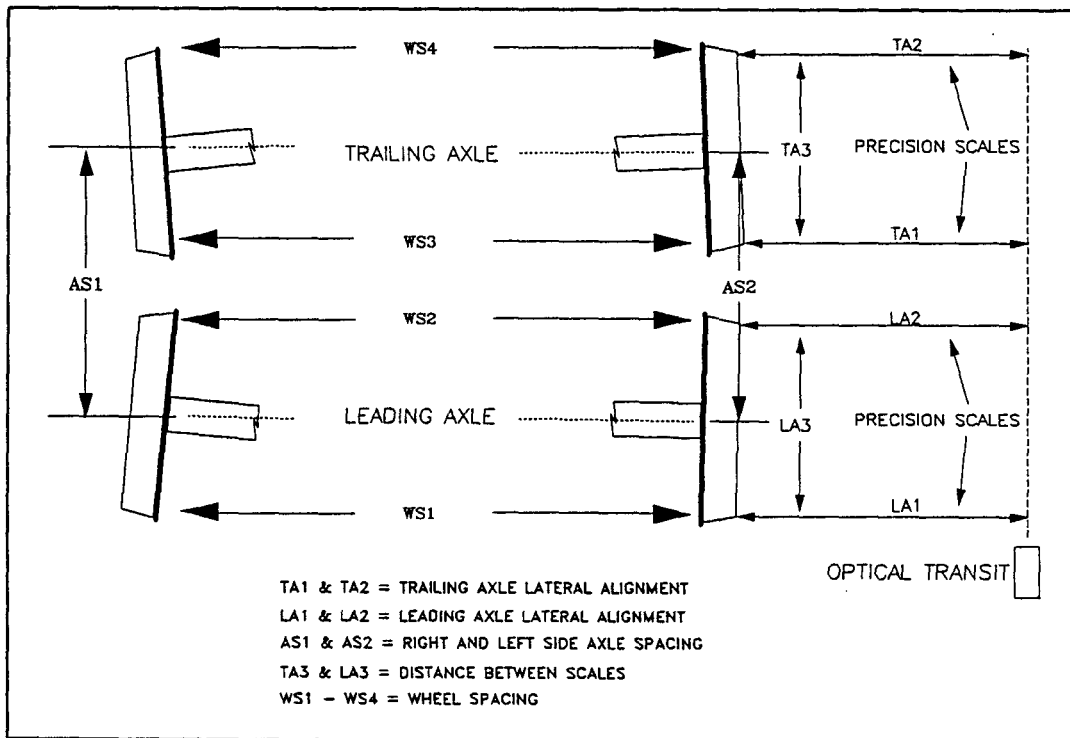 WS4
TA2
TRAILING AXLE
TA3
PRECISION SCALES
WS3
TA1
AS1
AS2
WS2
LA2
LEADING AXLE
LA3
PRECISION SCALES
WS1
LA1
OPTICAL TRANSIT
TA1 & TA2 = TRAILING AXLE LATERAL ALIGNMENT
LA1 & LA2 = LEADING AXLE LATERAL ALIGNMENT
AS1 & AS2 = RIGHT AND LEFT SIDE AXLE SPACING
TA3 & LA3 = DISTANCE BETWEEN SCALES
WS1 – WS4 = WHEEL SPACING